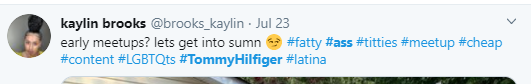 kaylin brooks @brooks_kaylin · Jul 23
early meetups? lets get into sumn 😏 #fatty #ass #titties #meetup #cheap
#content #LGBTQts #TommyHilfiger #latina